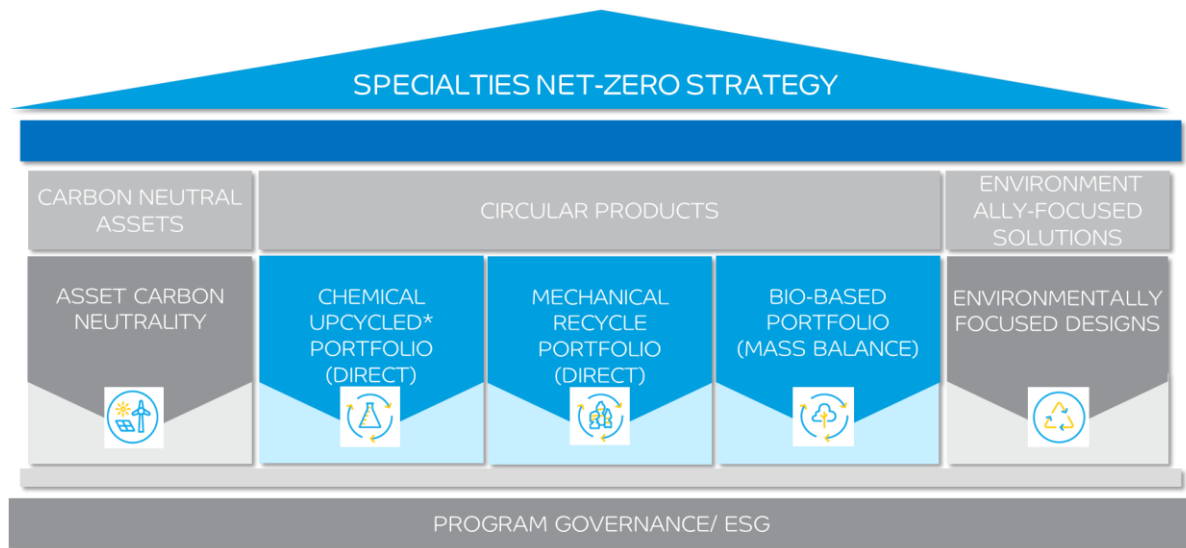 SPECIALTIES NET-ZERO STRATEGY
CARBON NEUTRAL
ASSETS
CIRCULAR PRODUCTS
ENVIRONMENT
ALLY-FOCUSED
SOLUTIONS
ASSET CARBON
NEUTRALITY
CHEMICAL
UPCYCLED*
PORTFOLIO
(DIRECT)
MECHANICAL
RECYCLE
PORTFOLIO
(DIRECT)
BIO-BASED
PORTFOLIO
(MASS BALANCE)
ENVIRONMENTALLY
FOCUSED DESIGNS
PROGRAM GOVERNANCE/ ESG